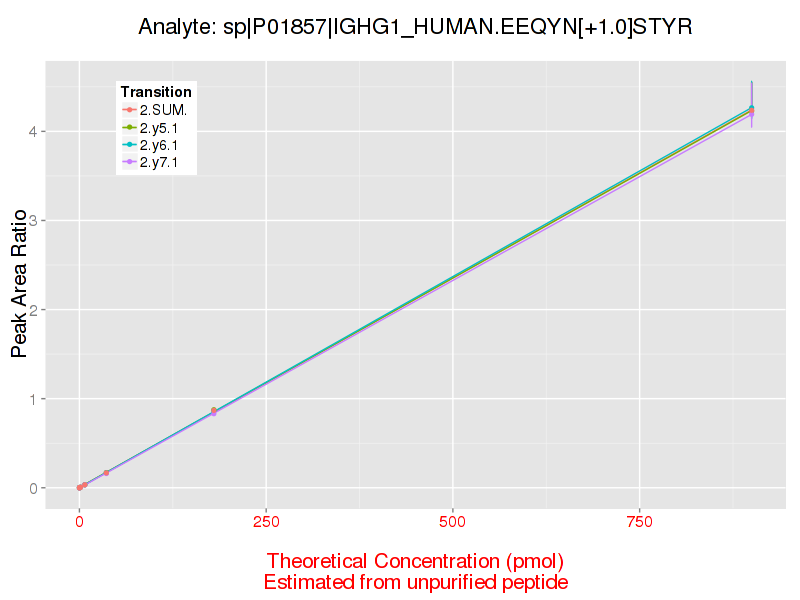 Analyte: sp|P01857|IGHG1_HUMAN.EEQYN[+1.0]STYR
Transition
2.SUM.
2.y5.1
2.y6.1
2.y7.1
Peak Area Ratio
4
3
2
1
0
0 250 500 750
Theoretical Concentration (pmol)
Estimated from unpurified peptide